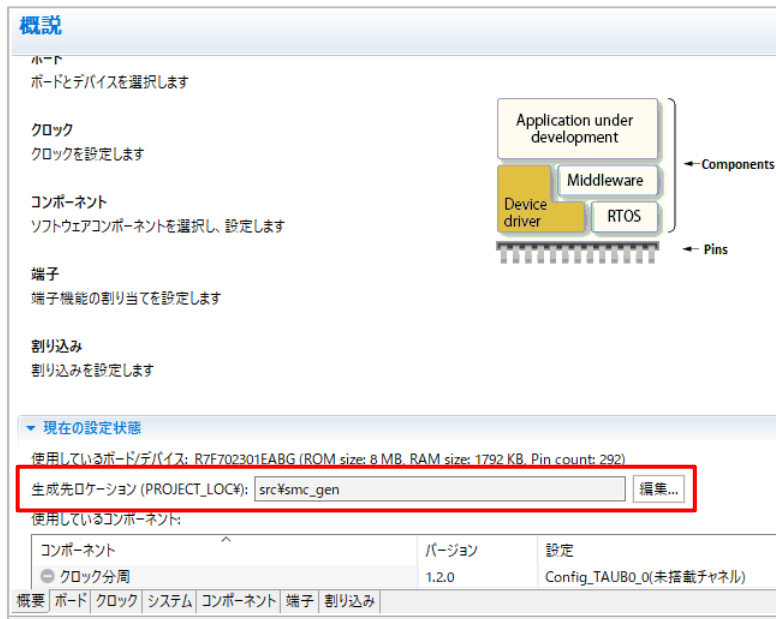 概説
ボード
ボードとデバイスを選択します
クロック
クロックを設定します
コンポーネント
ソフトウェアコンポーネントを選択し、設定します
端子
端子機能の割り当てを設定します
割り込み
割り込みを設定します
Application under
development
Middleware
Device
driver
RTOS
Components
Pins
現在の設定状態
使用しているボード/デバイス: R7F702301EABG (ROM size: 8 MB, RAM size: 1792 KB, Pin count: 292)
生成先ロケーション (PROJECT_LOC¥): src¥smc_gen 編集...
使用しているコンポーネント:
コンポーネント バージョン 設定
クロック分周 1.2.0 Config_TAUB0_0(未搭載チャネル)
概要 ボード クロック システム コンポーネント 端子 割り込み